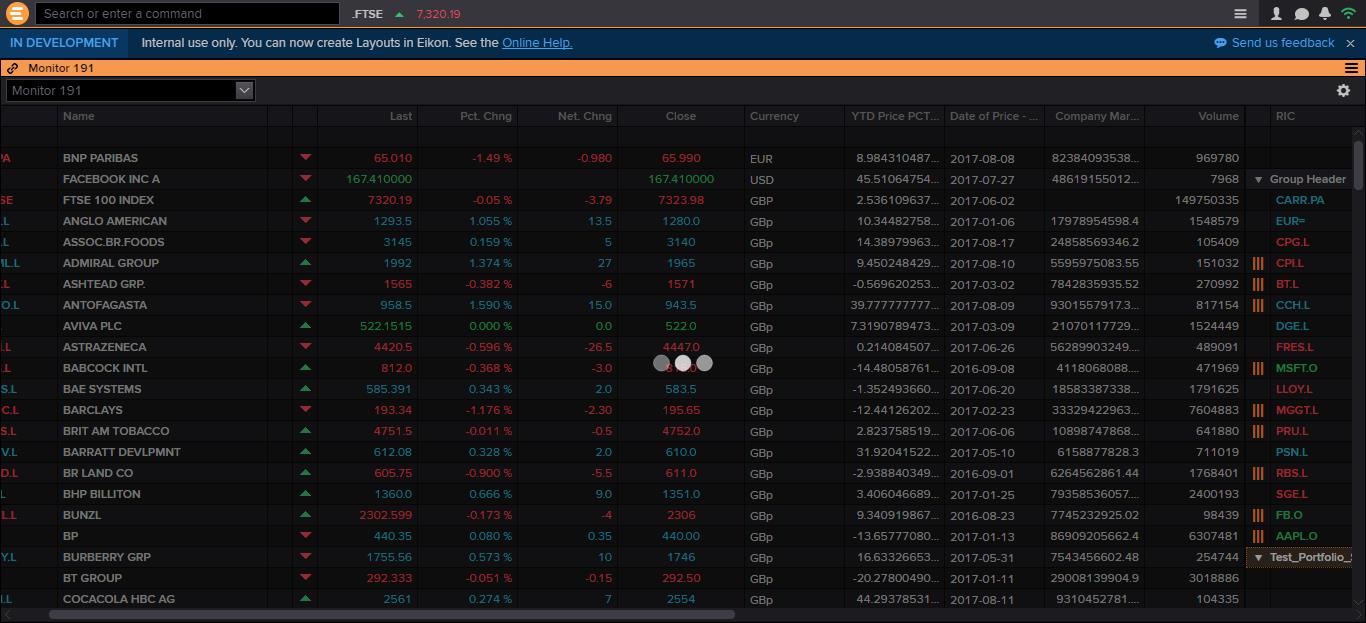 Search or enter a command .FTSE 7,320.19
IN DEVELOPMENT Internal use only. You can now create Layouts in Eikon. See the Online Help. Send us feedback
Monitor 191
Monitor 191
Name Last Pct. Chng Net. Chng Close Currency YTD Price PCT... Date of Price - ... Company Mar... Volume RIC
PA BNP PARIBAS 65.010 -1.49 % -0.980 65.990 EUR 8.984310487... 2017-08-08 82384093538... 969780
FACEBOOK INC A 167.410000 167.410000 USD 45.51064754... 2017-07-27 48619155012... 7968 Group Header
SE FTSE 100 INDEX 7320.19 -0.05 % -3.79 7323.98 GBP 2.536109637... 2017-06-02 149750335 CARR.PA
.L ANGLO AMERICAN 1293.5 1.055 % 13.5 1280.0 GBp 10.34482758... 2017-01-06 17978954598.4 1548579 EUR=
.L ASSOC.BR.FOODS 3145 0.159 % 5 3140 GBp 14.38979963... 2017-08-17 24858569346.2 105409 CPG.L
ML.L ADMIRAL GROUP 1992 1.374 % 27 1965 GBp 9.450248429... 2017-08-10 5595975083.55 151032 CPI.L
.L ASHTEAD GRP. 1565 -0.382 % -6 1571 GBp -0.569620253... 2017-03-02 7842835935.52 270992 BT.L
O.L ANTOFAGASTA 958.5 1.590 % 15.0 943.5 GBp 39.777777777... 2017-08-09 9301557917.3... 817154 CCH.L
AVIVA PLC 522.1515 0.000 % 0.0 522.0 GBp 7.3190789473... 2017-03-09 21070117729... 1524449 DGE.L
.L ASTRAZENECA 4420.5 -0.596 % -26.5 4447.0 GBp 0.214084507... 2017-06-26 56289903249.... 489091 FRES.L
.L BABCOCK INTL 812.0 -0.368 % -3.0 GBp -14.48058761... 2016-09-08 4118068088.... 471969 MSFT.O
S.L BAE SYSTEMS 585.391 0.343 % 2.0 583.5 GBp -1.352493660... 2017-06-20 18583387338... 1791625 LLOY.L
C.L BARCLAYS 193.34 -1.176 % -2.30 195.65 GBp -12.44126202... 2017-02-23 33329422963... 7604883 MGGT.L
S.L BRIT AM TOBACCO 4751.5 -0.011 % -0.5 4752.0 GBp 2.823758519... 2017-06-06 10898747868... 641880 PRU.L
V.L BARRATT DEVLPMNT 612.08 0.328 % 2.0 610.0 GBp 31.92041522... 2017-05-10 6158877828.3 711019 PSN.L
D.L BR LAND CO 605.75 -0.900 % -5.5 611.0 GBp -2.938840349... 2016-09-01 6264562861.44 1768401 RBS.L
L BHP BILLITON 1360.0 0.666 % 9.0 1351.0 GBp 3.406046689... 2017-01-25 79358536057.... 2400193 SGE.L
L.L BUNZL 2302.599 -0.173 % -4 2306 GBp 9.340919867... 2016-08-23 7745232925.02 98439 FB.O
BP 440.35 0.080 % 0.35 440.00 GBp -13.65777080... 2017-01-13 86909205662.4 6307481 AAPL.O
Y.L BURBERRY GRP 1755.56 0.573 % 10 1746 GBp 16.63326653... 2017-05-31 7543456602.48 254744 Test_Portfolio_S
BT GROUP 292.333 -0.051 % -0.15 292.50 GBp -20.27800490... 2017-01-11 29008139904.9 3018886
I.L COCACOLA HBC AG 2561 0.274 % 7 2554 GBp 44.29378531... 2017-08-11 9310452781.... 104335